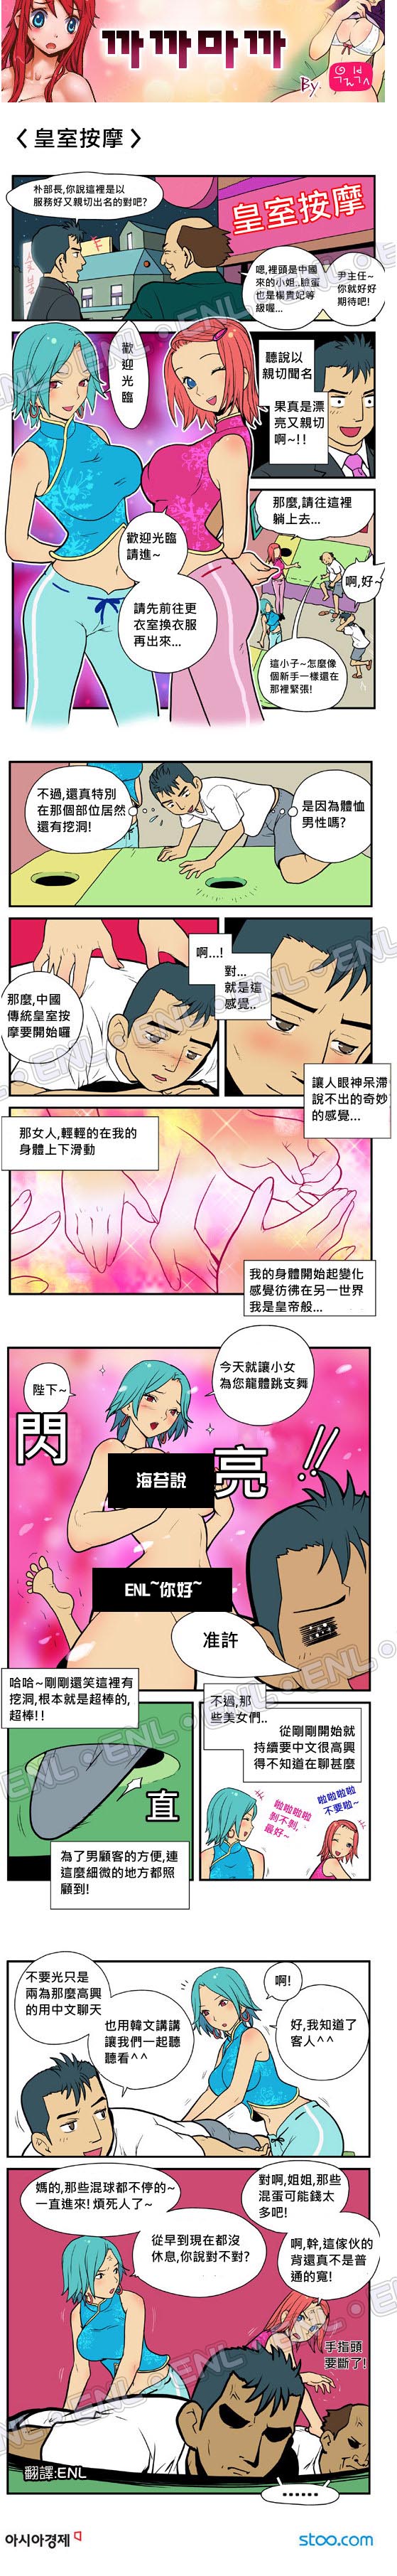 까까마까
By.
〈皇室按摩〉
朴部長,你說這裡是以
服務好又親切出名的對吧?
皇室按摩
嗯,裡頭是中國
來的小姐..臉蛋
也是楊貴妃等
級喔...
尹主任~
你就好好
期待吧!
歡迎光臨
聽說以
親切聞名
果真是漂
亮又親切
啊~!!
歡迎光臨
請進~
請先前往更
衣室換衣服
再出來...
那麼,請往這裡
躺上去...
啊,好~
這小子~怎麼像
個新手一樣還在
那裡緊張!
不過,還真特別
在那個部位居然
還有挖洞!
是因為體恤
男性嗎?
那麼,中國
傳統皇室按
摩要開始囉
啊...!
對...
就是這
感覺..
讓人眼神呆滯
說不出的奇妙
的感覺...
那女人,輕輕的在我的
身體上下滑動
我的身體開始起變化
感覺彷彿在另一世界
我是皇帝般...
陛下~
今天就讓小女
為您龍體跳支舞
閃
亮
!!
海苔說
ENL~你好~
准許
哈哈~剛剛還笑這裡有
挖洞,根本就是超棒的,
超棒!!
直
為了男顧客的方便,連
這麼細微的地方都照
顧到!
不過,那
些美女們..
從剛剛開始就
持續要中文很高興
得不知道在聊甚麼
啦啦啦啦
剝不剝,
最好~
啦啦啦啦
不要啦~
不要光只是
兩為那麼高興
的用中文聊天
也用韓文講講
讓我們一起聽
聽看^^
啊!
好,我知道了
客人^^
媽的,那些混球都不停的~
一直進來! 煩死人了~
從早到現在都沒
休息,你說對不對?
對啊,姐姐,那些
混蛋可能錢太
多吧!
啊,幹,這傢伙的
背還真不是普
通的寬!
手指頭
要斷了!
......
翻譯:ENL
아시아경제
stoo.com